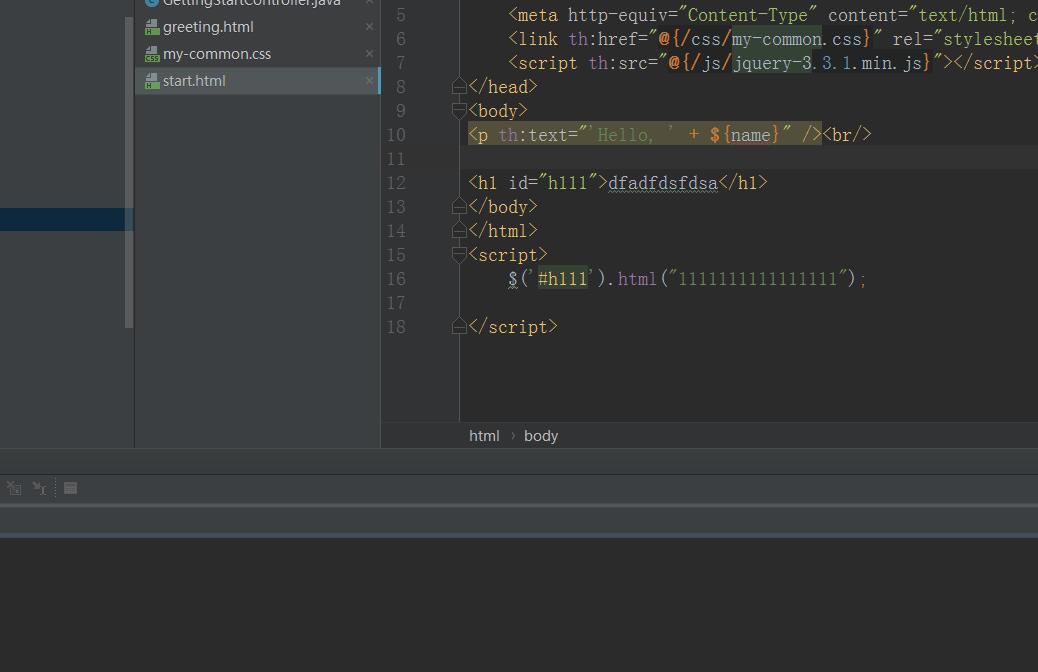 GettingStartController.java
greeting.html
my-common.css
start.html
5 <meta http-equiv="Content-Type" content="text/html; c
6 <link th:href="@{/css/my-common.css}" rel="stylesheet
7 <script th:src="@{/js/jquery-3.3.1.min.js}"></script>
8 </head>
9 <body>
10 <p th:text="'Hello, ' + ${name}" /><br/>
11
12 <h1 id="h111">dfadfdsfdsa</h1>
13 </body>
14 </html>
15 <script>
16 $('#h111').html("1111111111111111");
17
18 </script>
html › body